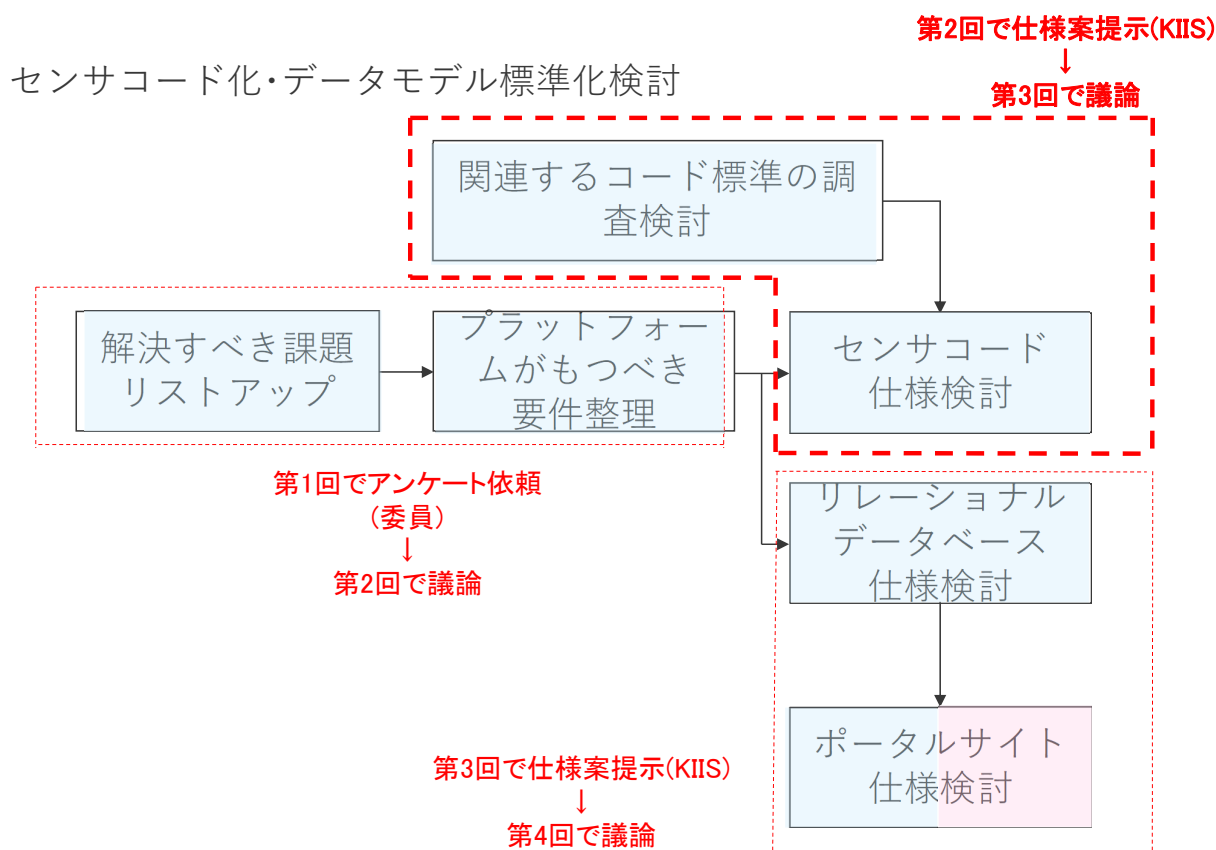 第2回で仕様案提示(KIIS)
↓
第3回で議論
センサコード化・データモデル標準化検討
関連するコード標準の調
査検討
解決すべき課題
リストアップ
プラットフォー
ムがもつべき
要件整理
センサコード
仕様検討
第1回でアンケート依頼
(委員)
↓
第2回で議論
リレーショナル
データベース
仕様検討
ポータルサイト
仕様検討
第3回で仕様案提示(KIIS)
↓
第4回で議論